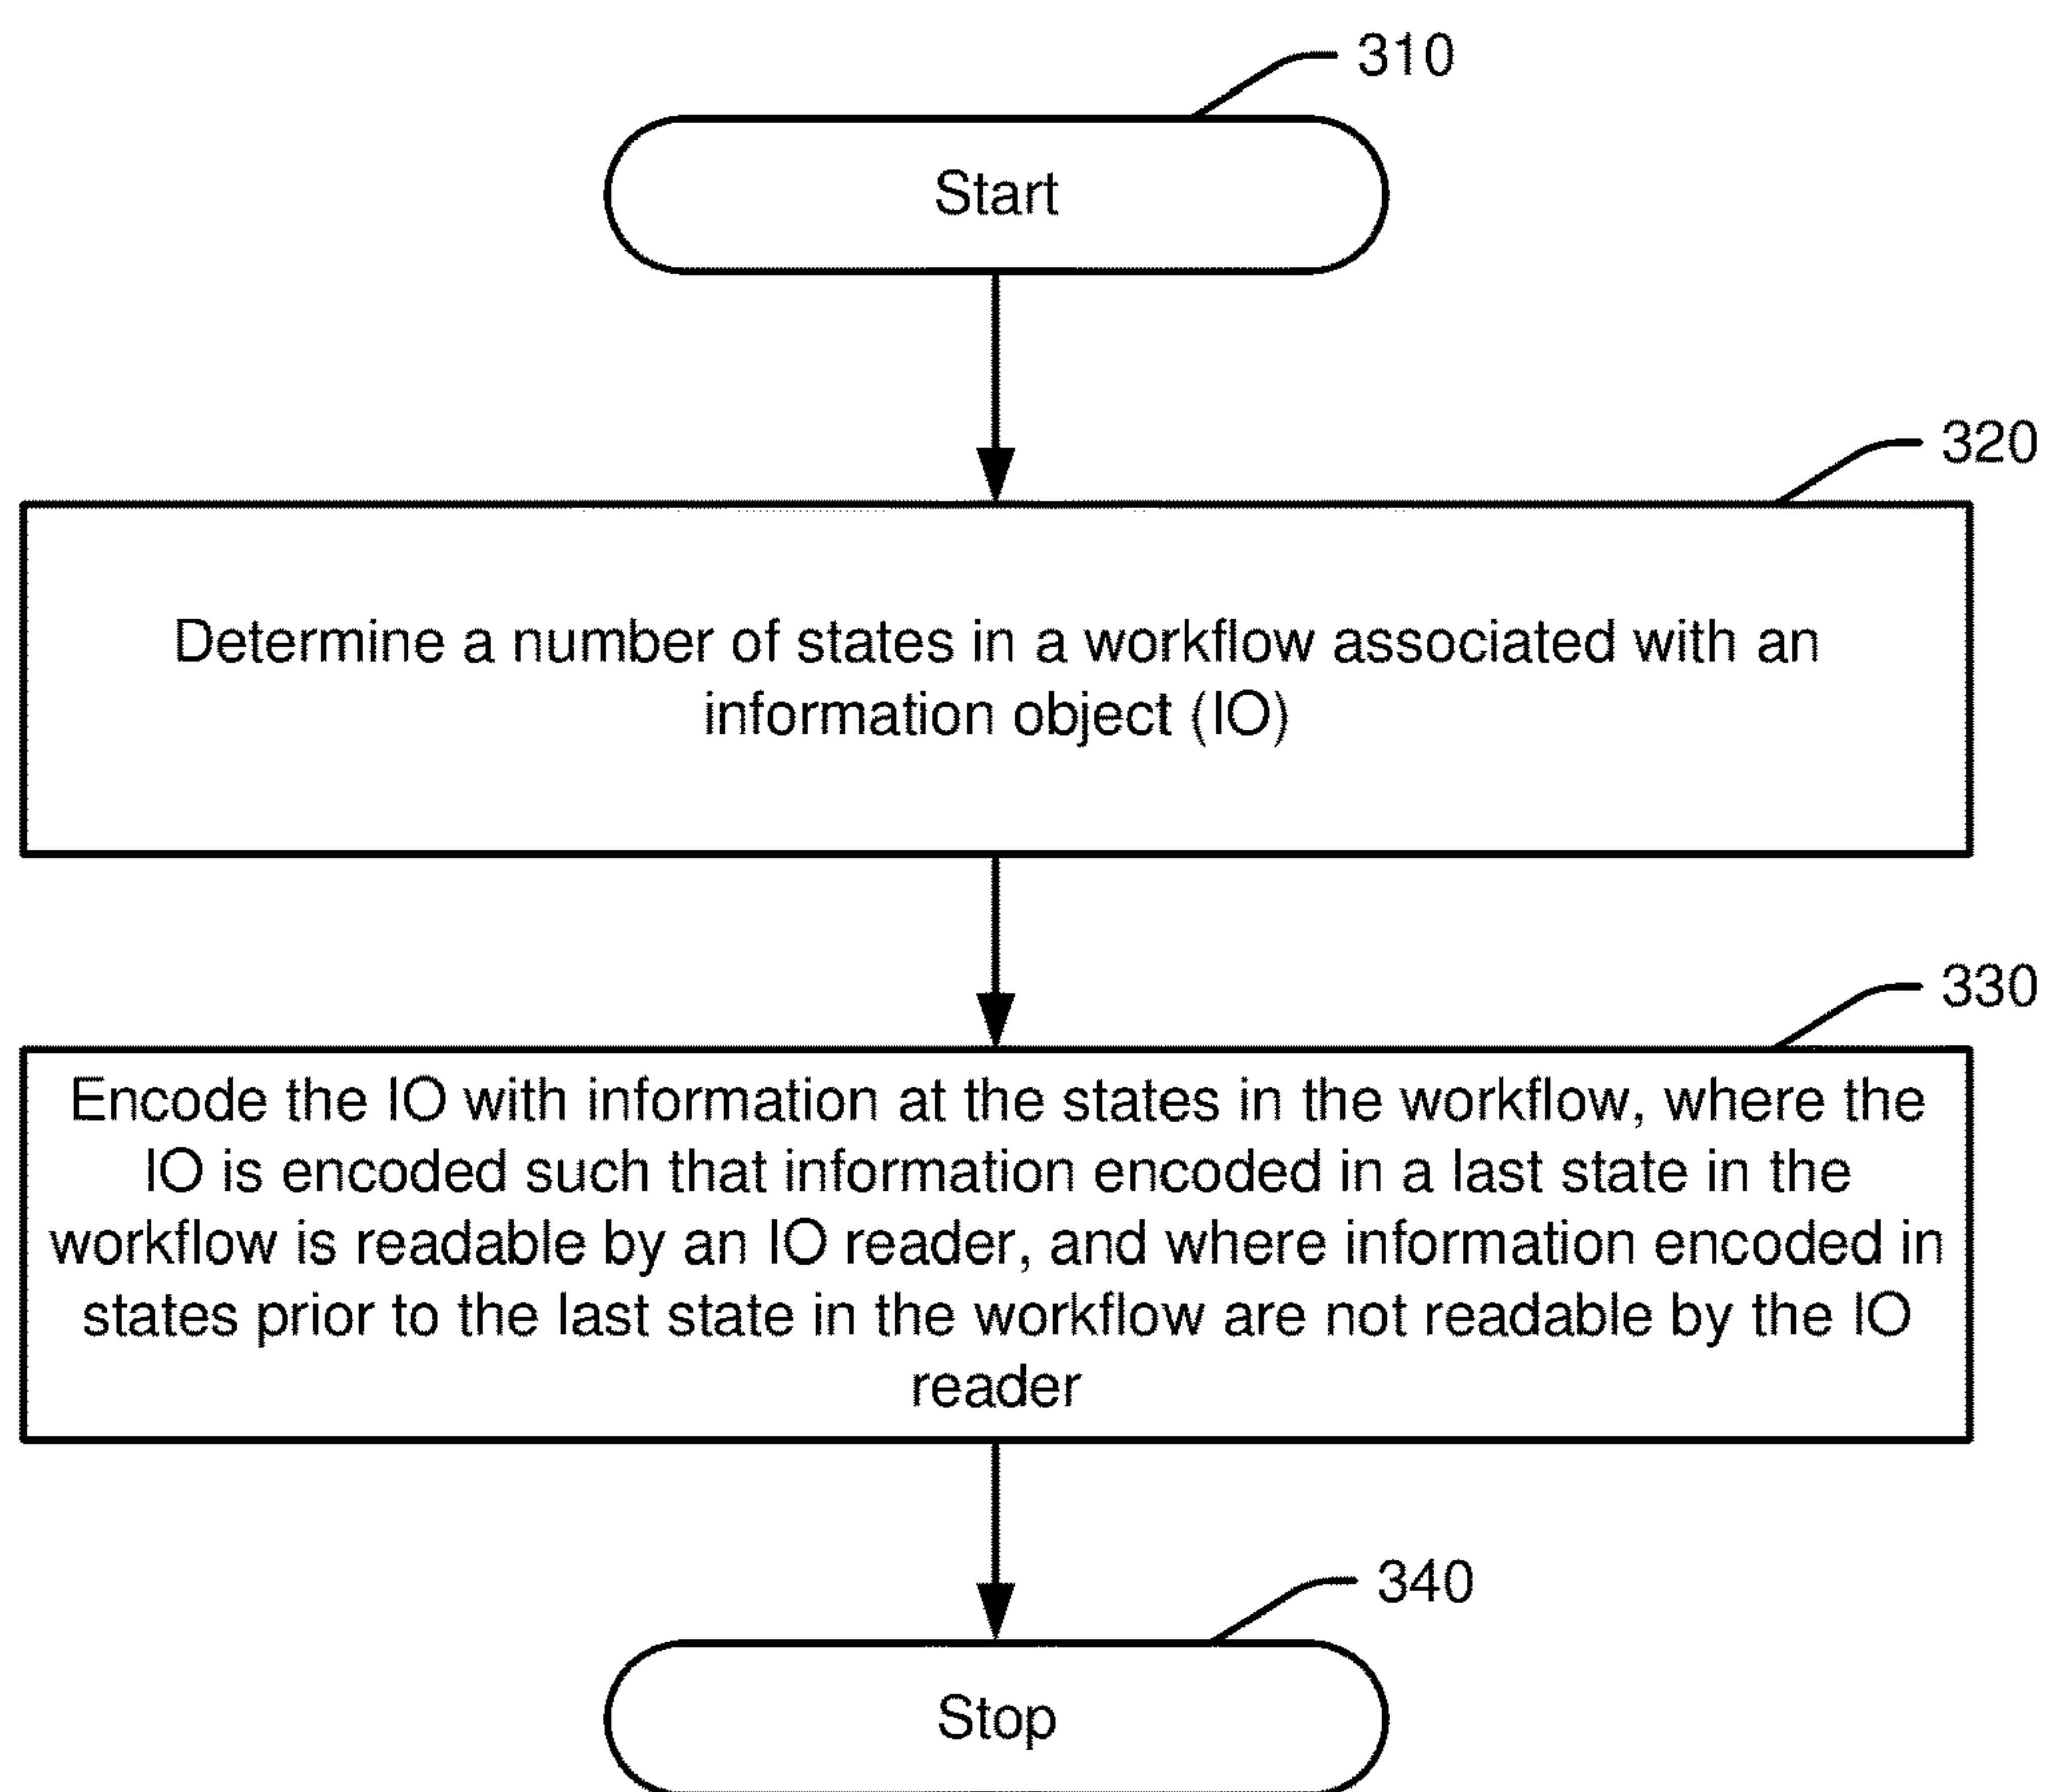 310
Start
320
Determine a number of states in a workflow associated with an
information object (IO)
330
Encode the IO with information at the states in the workflow, where the
IO is encoded such that information encoded in a last state in the
workflow is readable by an IO reader, and where information encoded in
states prior to the last state in the workflow are not readable by the IO
reader
340
Stop